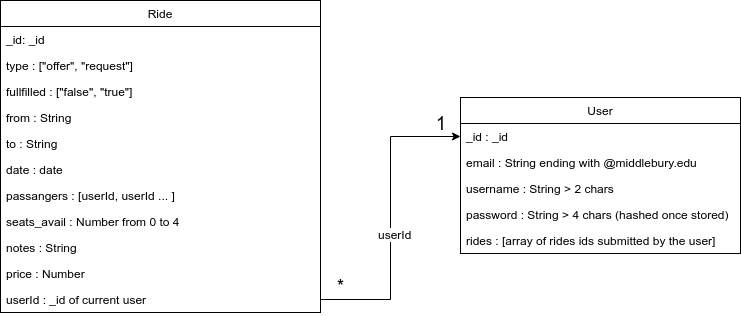 Ride
_id: _id
type : ["offer", "request"]
fullfilled : ["false", "true"]
from : String
to : String
date : date
passangers : [userId, userId ... ]
seats_avail : Number from 0 to 4
notes : String
price : Number
userId : _id of current user
*
userId
1
User
_id : _id
email : String ending with @middlebury.edu
username : String > 2 chars
password : String > 4 chars (hashed once stored)
rides : [array of rides ids submitted by the user]